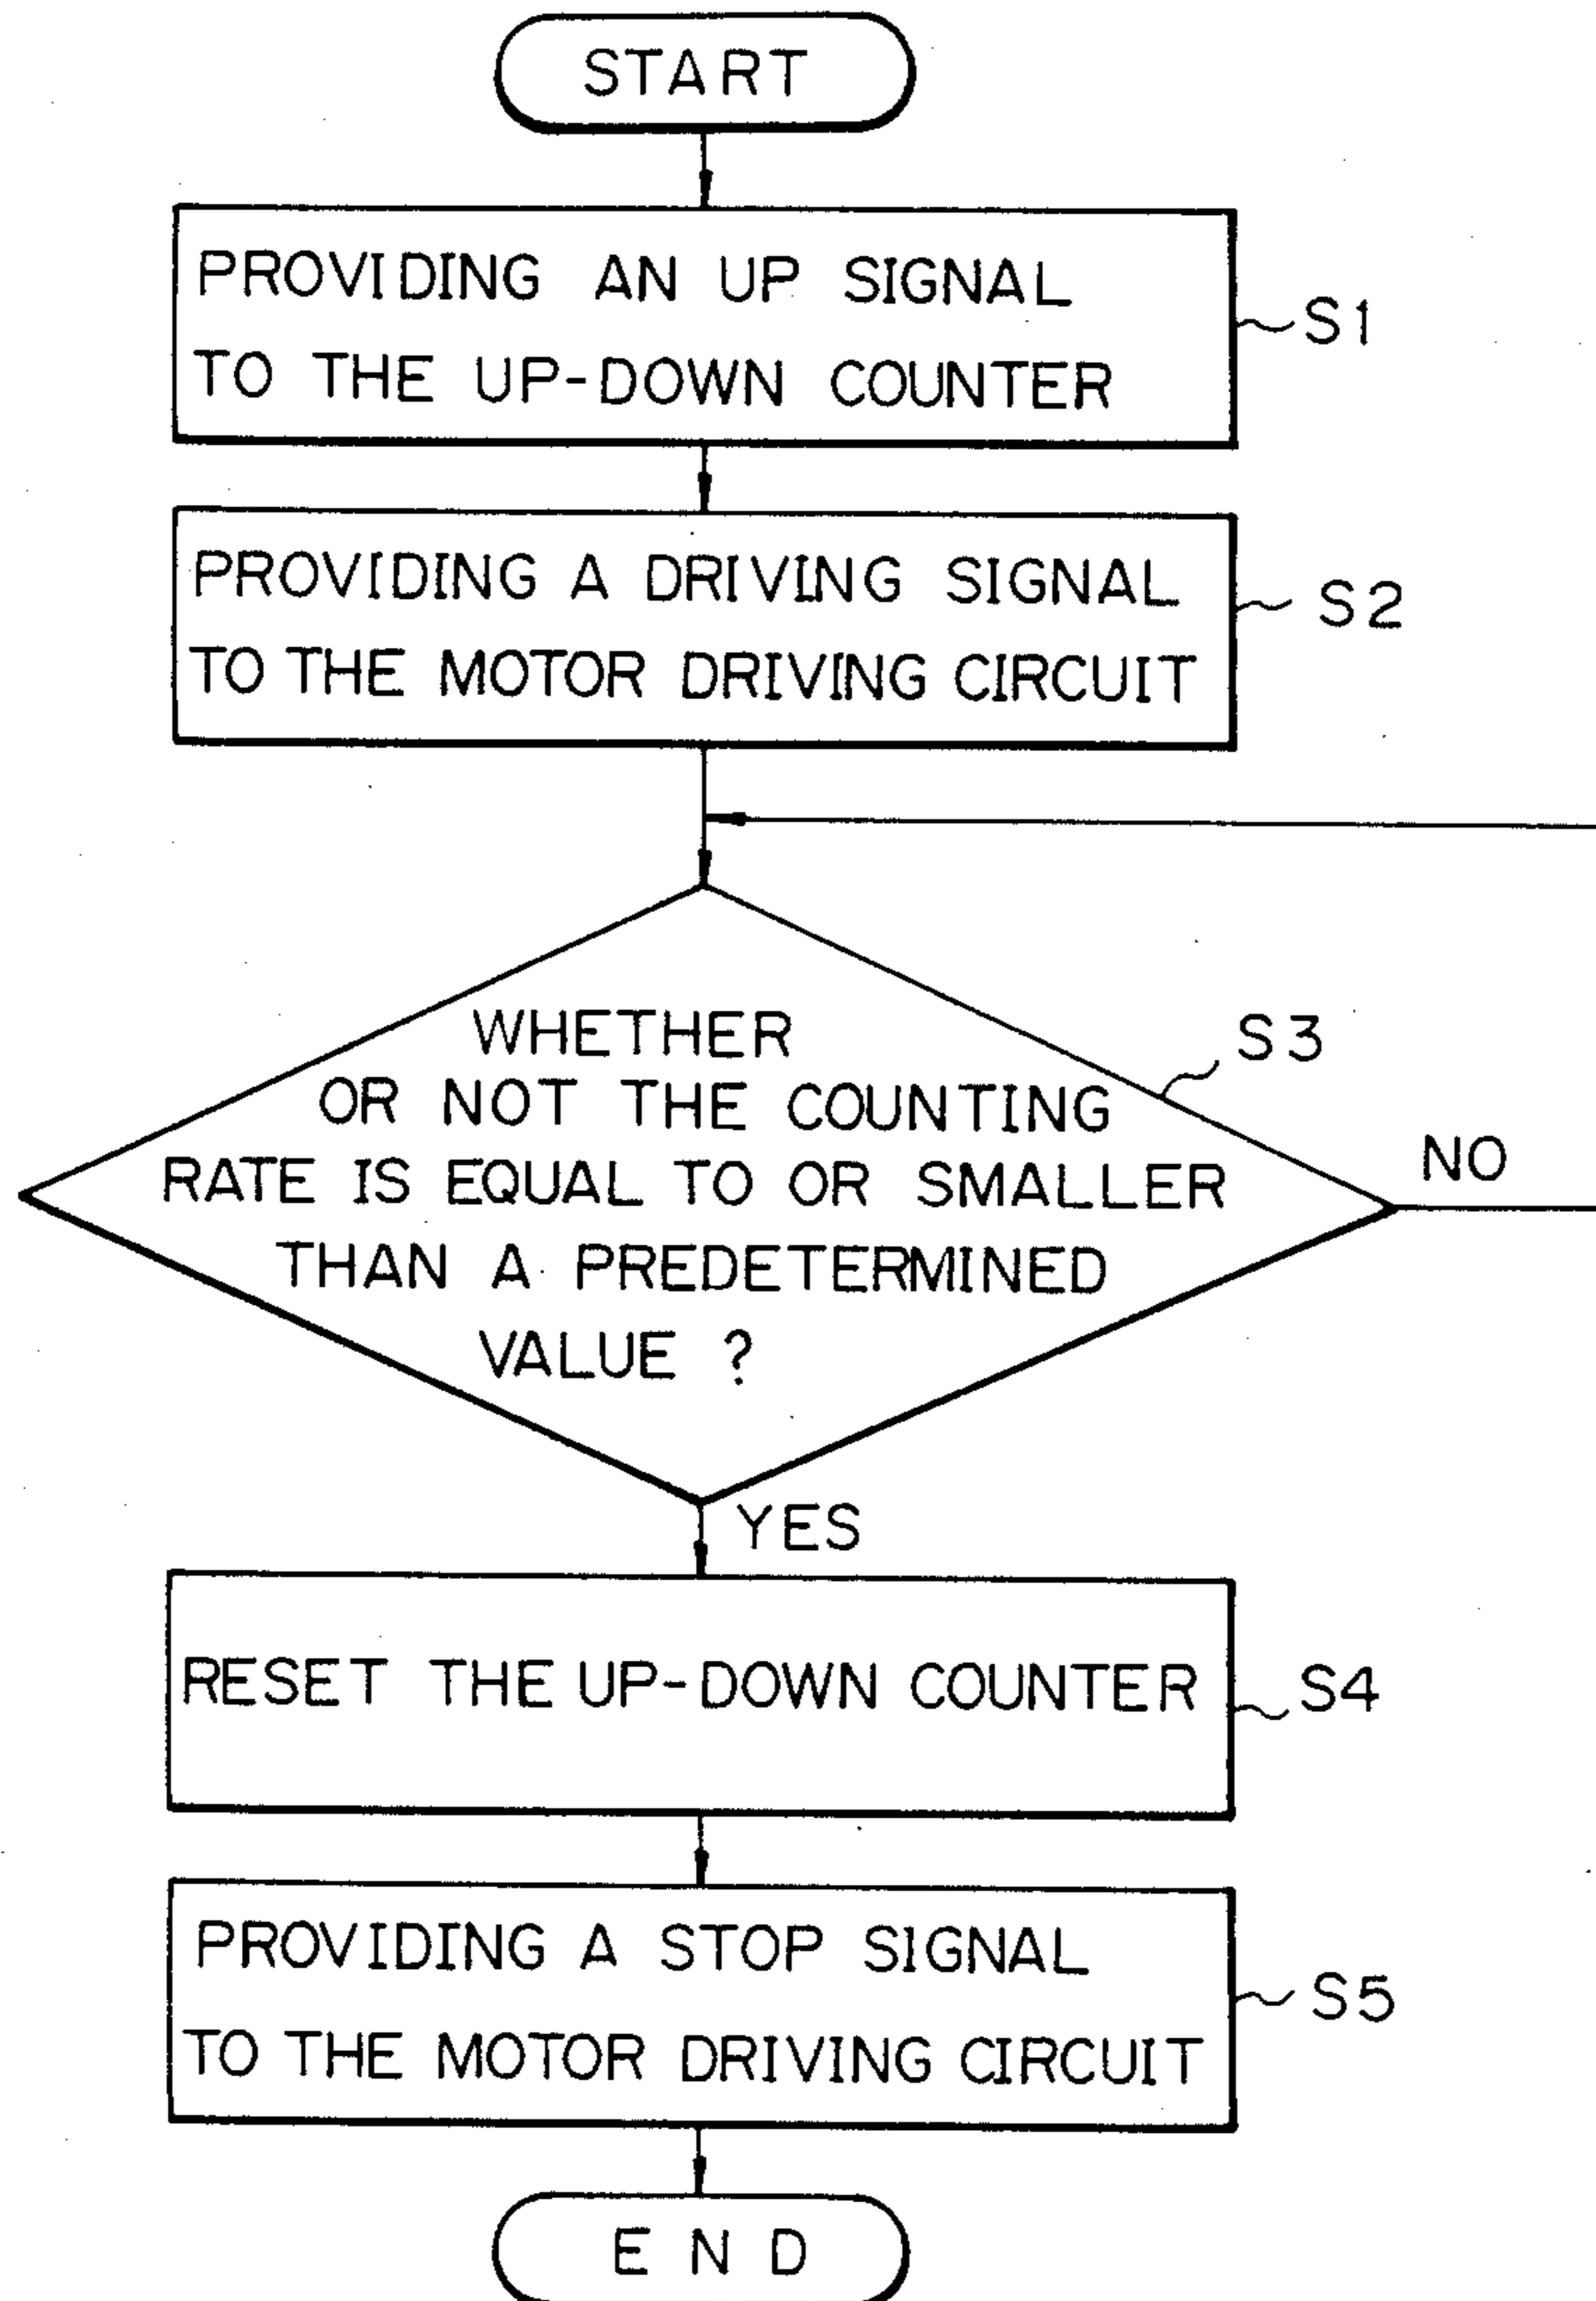 START
PROVIDING AN UP SIGNAL
TO THE UP-DOWN COUNTER
S1
PROVIDING A DRIVING SIGNAL
TO THE MOTOR DRIVING CIRCUIT
S2
WHETHER
OR NOT THE COUNTING
RATE IS EQUAL TO OR SMALLER
THAN A PREDETERMINED
VALUE ?
S3
NO
YES
RESET THE UP-DOWN COUNTER
S4
PROVIDING A STOP SIGNAL
TO THE MOTOR DRIVING CIRCUIT
S5
END